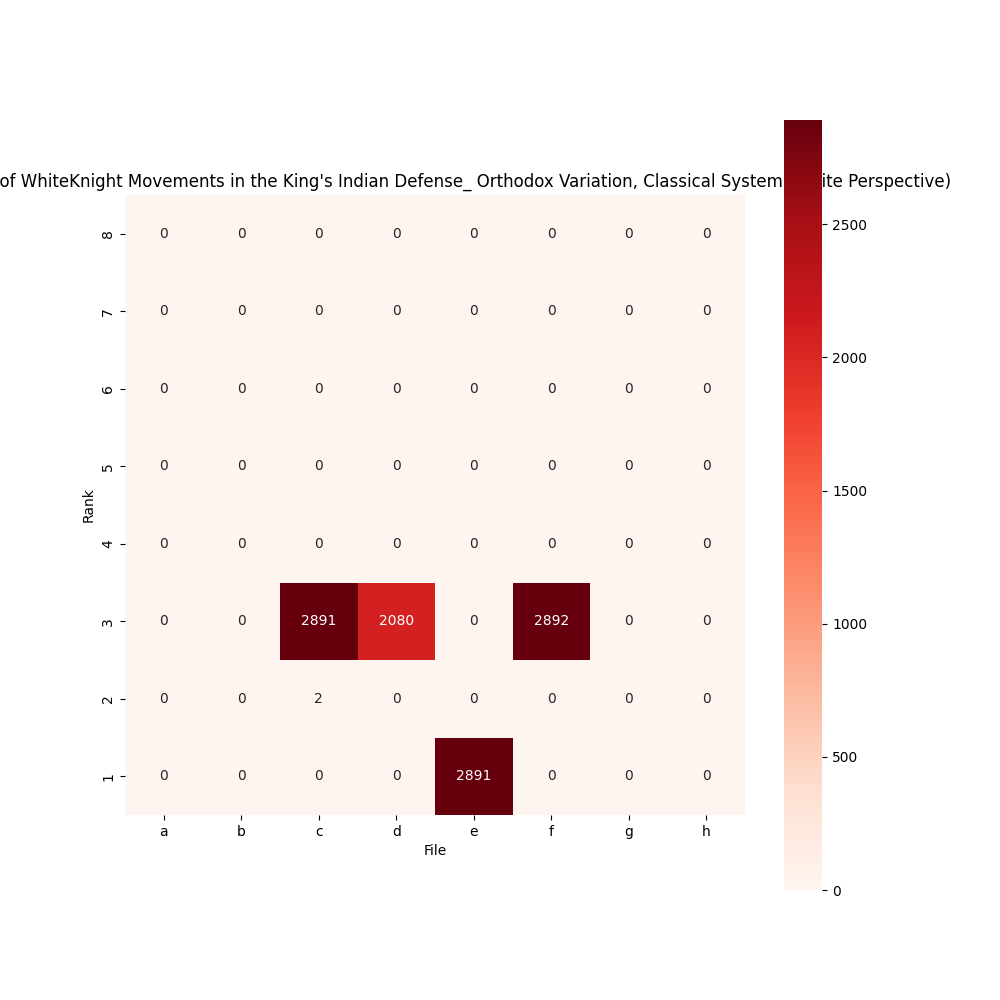 of WhiteKnight Movements in the King's Indian Defense_ Orthodox Variation, Classical System ite Perspective)
2500
8 0 0 0 0 0 0 0 0
7 0 0 0 0 0 0 0 0
2000
6 0 0 0 0 0 0 0 0
5 0 0 0 0 0 0 0 0
1500
Rank
4 0 0 0 0 0 0 0 0
1000
3 0 0 2891 2080 0 2892 0 0
2 0 0 2 0 0 0 0 0
500
1 0 0 0 0 2891 0 0 0
a b c d e f g h
File
0